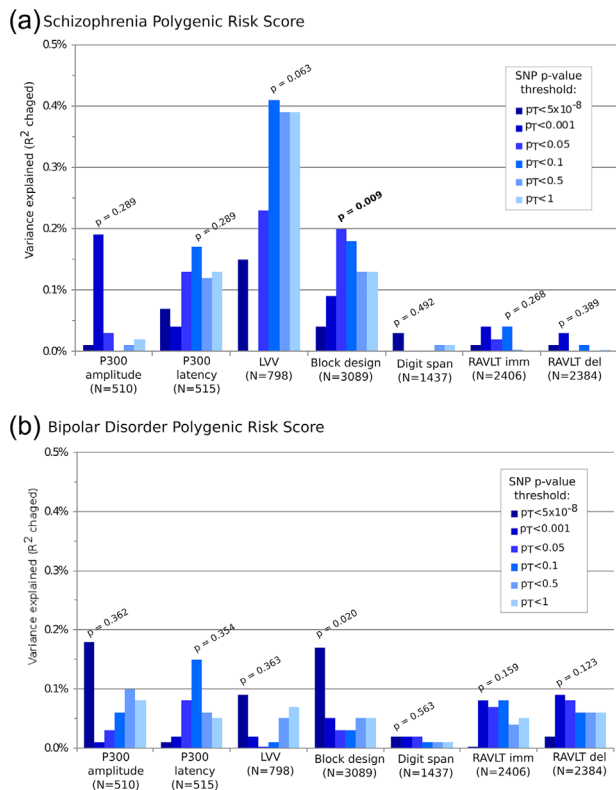 (a) Schizophrenia Polygenic Risk Score
0.5%
0.4%
0.3%
0.2%
0.1%
0.0%
Variance explained (R² chaged)
p = 0.289
p = 0.289
p = 0.063
p = 0.009
p = 0.492
p = 0.268
p = 0.389
SNP p-value
threshold:
pT<5x10⁻⁸
pT<0.001
pT<0.05
pT<0.1
pT<0.5
pT<1
P300 amplitude (N=510)
P300 latency (N=515)
LVV (N=798)
Block design (N=3089)
Digit span (N=1437)
RAVLT imm (N=2406)
RAVLT del (N=2384)
(b) Bipolar Disorder Polygenic Risk Score
0.5%
0.4%
0.3%
0.2%
0.1%
0.0%
Variance explained (R² chaged)
p = 0.362
p = 0.354
p = 0.363
p = 0.020
p = 0.563
p = 0.159
p = 0.123
SNP p-value
threshold:
pT<5x10⁻⁸
pT<0.001
pT<0.05
pT<0.1
pT<0.5
pT<1
P300 amplitude (N=510)
P300 latency (N=515)
LVV (N=798)
Block design (N=3089)
Digit span (N=1437)
RAVLT imm (N=2406)
RAVLT del (N=2384)